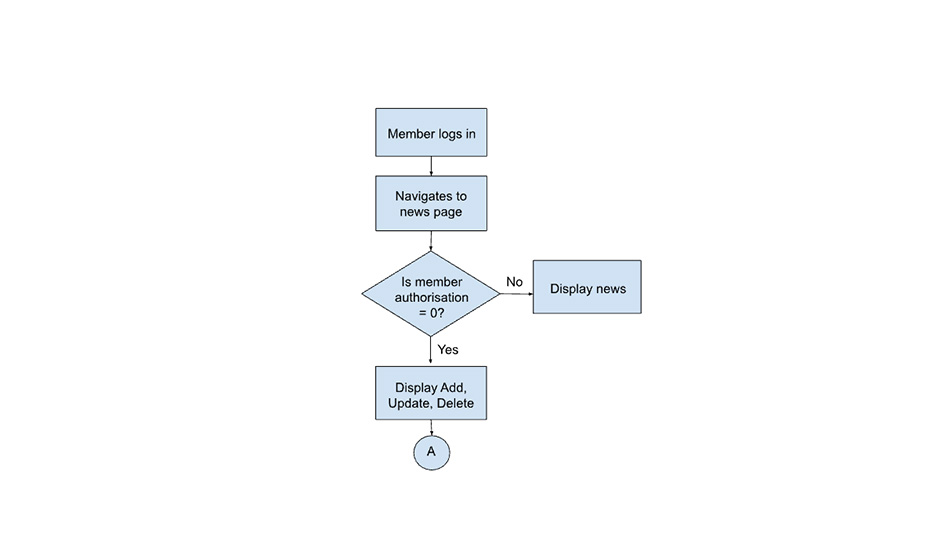 Member logs in
Navigates to
news page
Is member
authorisation
= 0?
No
Display news
Yes
Display Add,
Update, Delete
A